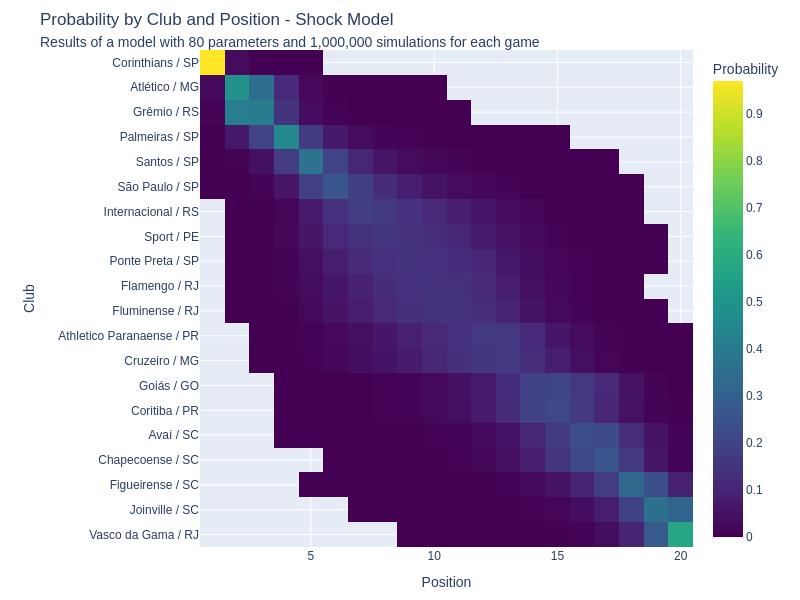 Probability by Club and Position - Shock Model
Results of a model with 80 parameters and 1,000,000 simulations for each game
Probability
Corinthians / SP
Atlético / MG
Grêmio / RS
Palmeiras / SP
Santos / SP
São Paulo / SP
Internacional / RS
Sport / PE
Ponte Preta / SP
Flamengo / RJ
Fluminense / RJ
Athletico Paranaense / PR
Cruzeiro / MG
Goiás / GO
Coritiba / PR
Avaí / SC
Chapecoense / SC
Figueirense / SC
Joinville / SC
Vasco da Gama / RJ
Club
5
10
15
20
Position
0.9
0.8
0.7
0.6
0.5
0.4
0.3
0.2
0.1
0